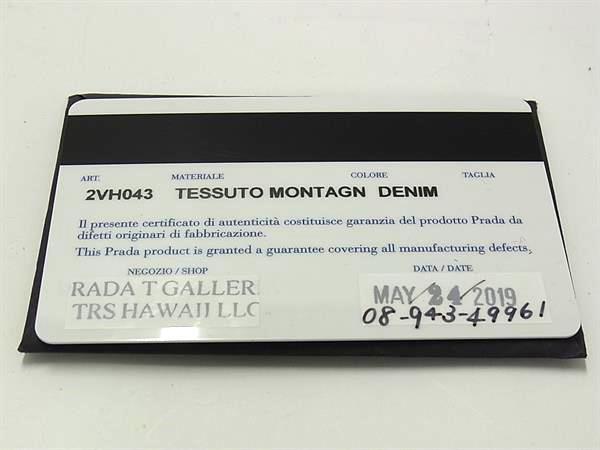 ART. MATERIALE COLORE TAGLIA
2VH043 TESSUTO MONTAGN DENIM
Il presente certificato di autenticità costituisce garanzia del prodotto Prada da
difetti originari di fabbricazione.
This Prada product is granted a guarantee covering all manufacturing defects.
NEGOZIO / SHOP
RADA T GALLER
TRS HAWAII LLC
DATA / DATE
MAY 24 2019
08-943-49961